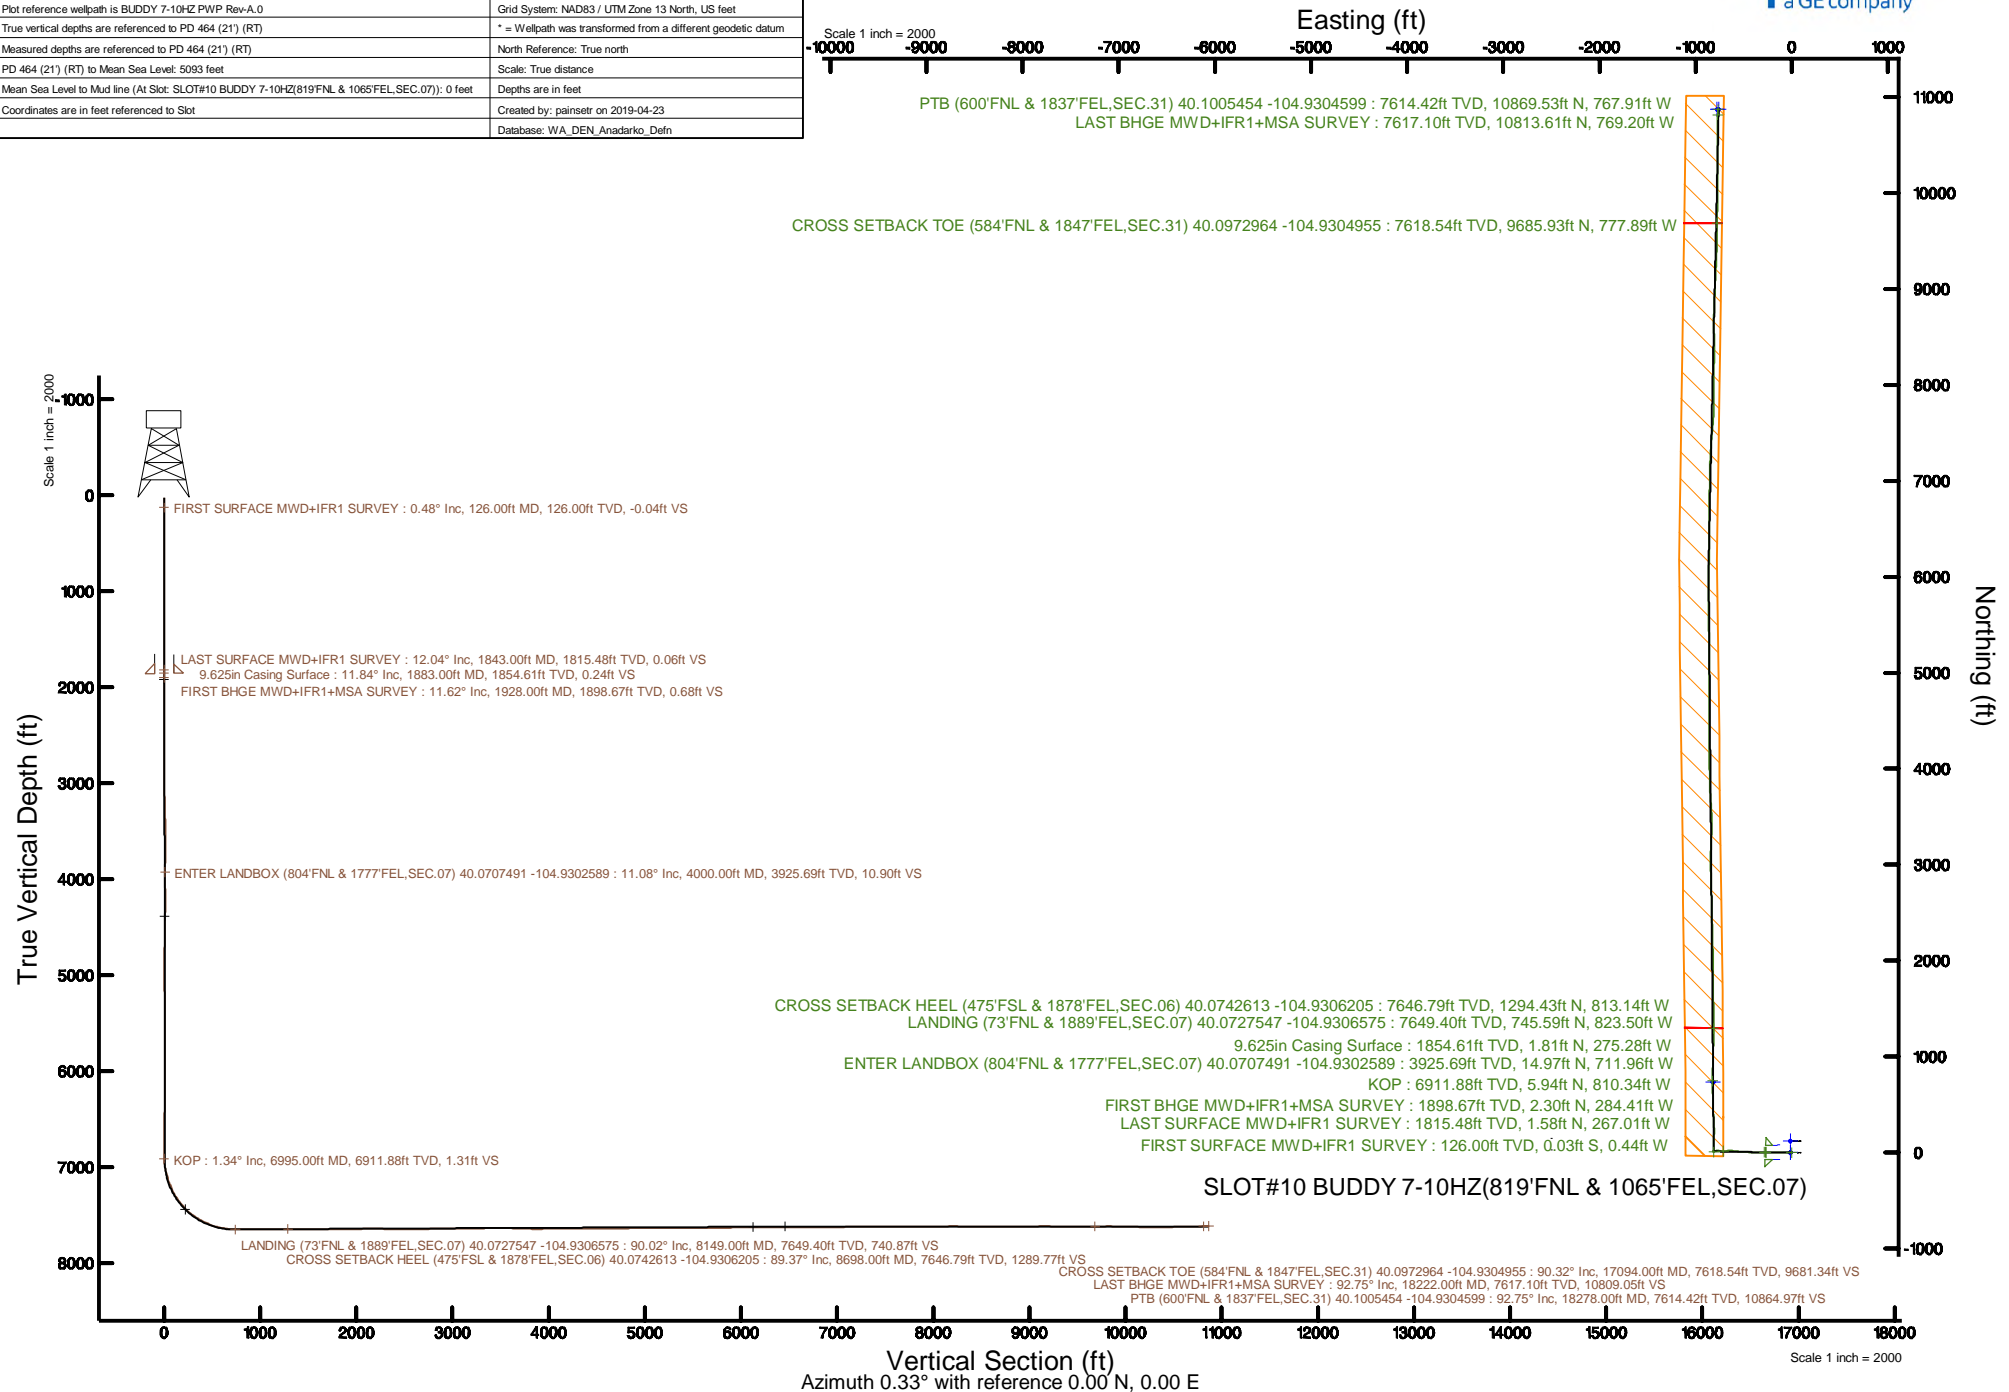 Plot reference wellpath is BUDDY 7-10HZ PWP Rev-A.0
True vertical depths are referenced to PD 464 (21') (RT)
Measured depths are referenced to PD 464 (21') (RT)
PD 464 (21') (RT) to Mean Sea Level: 5093 feet
Mean Sea Level to Mud line (At Slot: SLOT#10 BUDDY 7-10HZ(819'FNL & 1065'FEL,SEC.07)): 0 feet
Coordinates are in feet referenced to Slot
Grid System: NAD83 / UTM Zone 13 North, US feet
* = Wellpath was transformed from a different geodetic datum
North Reference: True north
Scale: True distance
Depths are in feet
Created by: painsetr on 2019-04-23
Database: WA_DEN_Anadarko_Defn
a GE company
Easting (ft)
Scale 1 inch = 2000
-10000 -9000 -8000 -7000 -6000 -5000 -4000 -3000 -2000 -1000 0 1000
PTB (600'FNL & 1837'FEL,SEC.31) 40.1005454 -104.9304599 : 7614.42ft TVD, 10869.53ft N, 767.91ft W
LAST BHGE MWD+IFR1+MSA SURVEY : 7617.10ft TVD, 10813.61ft N, 769.20ft W
CROSS SETBACK TOE (584'FNL & 1847'FEL,SEC.31) 40.0972964 -104.9304955 : 7618.54ft TVD, 9685.93ft N, 777.89ft W
CROSS SETBACK HEEL (475'FSL & 1878'FEL,SEC.06) 40.0742613 -104.9306205 : 7646.79ft TVD, 1294.43ft N, 813.14ft W
LANDING (73'FNL & 1889'FEL,SEC.07) 40.0727547 -104.9306575 : 7649.40ft TVD, 745.59ft N, 823.50ft W
9.625in Casing Surface : 1854.61ft TVD, 1.81ft N, 275.28ft W
ENTER LANDBOX (804'FNL & 1777'FEL,SEC.07) 40.0707491 -104.9302589 : 3925.69ft TVD, 14.97ft N, 711.96ft W
KOP : 6911.88ft TVD, 5.94ft N, 810.34ft W
FIRST BHGE MWD+IFR1+MSA SURVEY : 1898.67ft TVD, 2.30ft N, 284.41ft W
LAST SURFACE MWD+IFR1 SURVEY : 1815.48ft TVD, 1.58ft N, 267.01ft W
FIRST SURFACE MWD+IFR1 SURVEY : 126.00ft TVD, 0.03ft S, 0.44ft W
SLOT#10 BUDDY 7-10HZ(819'FNL & 1065'FEL,SEC.07)
11000
10000
9000
8000
7000
6000
5000
4000
3000
2000
1000
0
-1000
Northing (ft)
Scale 1 inch = 2000
True Vertical Depth (ft)
-1000
0
1000
2000
3000
4000
5000
6000
7000
8000
FIRST SURFACE MWD+IFR1 SURVEY : 0.48° Inc, 126.00ft MD, 126.00ft TVD, -0.04ft VS
LAST SURFACE MWD+IFR1 SURVEY : 12.04° Inc, 1843.00ft MD, 1815.48ft TVD, 0.06ft VS
9.625in Casing Surface : 11.84° Inc, 1883.00ft MD, 1854.61ft TVD, 0.24ft VS
FIRST BHGE MWD+IFR1+MSA SURVEY : 11.62° Inc, 1928.00ft MD, 1898.67ft TVD, 0.68ft VS
ENTER LANDBOX (804'FNL & 1777'FEL,SEC.07) 40.0707491 -104.9302589 : 11.08° Inc, 4000.00ft MD, 3925.69ft TVD, 10.90ft VS
KOP : 1.34° Inc, 6995.00ft MD, 6911.88ft TVD, 1.31ft VS
LANDING (73'FNL & 1889'FEL,SEC.07) 40.0727547 -104.9306575 : 90.02° Inc, 8149.00ft MD, 7649.40ft TVD, 740.87ft VS
CROSS SETBACK HEEL (475'FSL & 1878'FEL,SEC.06) 40.0742613 -104.9306205 : 89.37° Inc, 8698.00ft MD, 7646.79ft TVD, 1289.77ft VS
CROSS SETBACK TOE (584'FNL & 1847'FEL,SEC.31) 40.0972964 -104.9304955 : 90.32° Inc, 17094.00ft MD, 7618.54ft TVD, 9681.34ft VS
LAST BHGE MWD+IFR1+MSA SURVEY : 92.75° Inc, 18222.00ft MD, 7617.10ft TVD, 10809.05ft VS
PTB (600'FNL & 1837'FEL,SEC.31) 40.1005454 -104.9304599 : 92.75° Inc, 18278.00ft MD, 7614.42ft TVD, 10864.97ft VS
0 1000 2000 3000 4000 5000 6000 7000 8000 9000 10000 11000 12000 13000 14000 15000 16000 17000 18000
Vertical Section (ft)
Scale 1 inch = 2000
Azimuth 0.33° with reference 0.00 N, 0.00 E